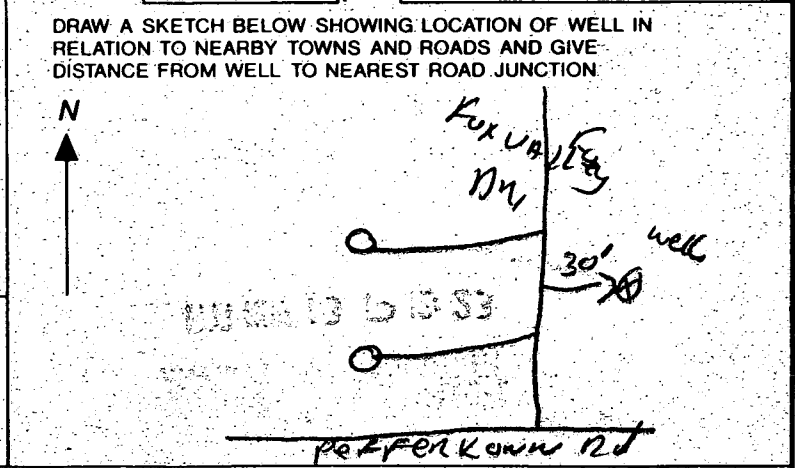 DRAW A SKETCH BELOW SHOWING LOCATION OF WELL IN
RELATION TO NEARBY TOWNS AND ROADS AND GIVE
DISTANCE FROM WELL TO NEAREST ROAD JUNCTION
N
Fox VAlley
Dr,
well
30'
Rd